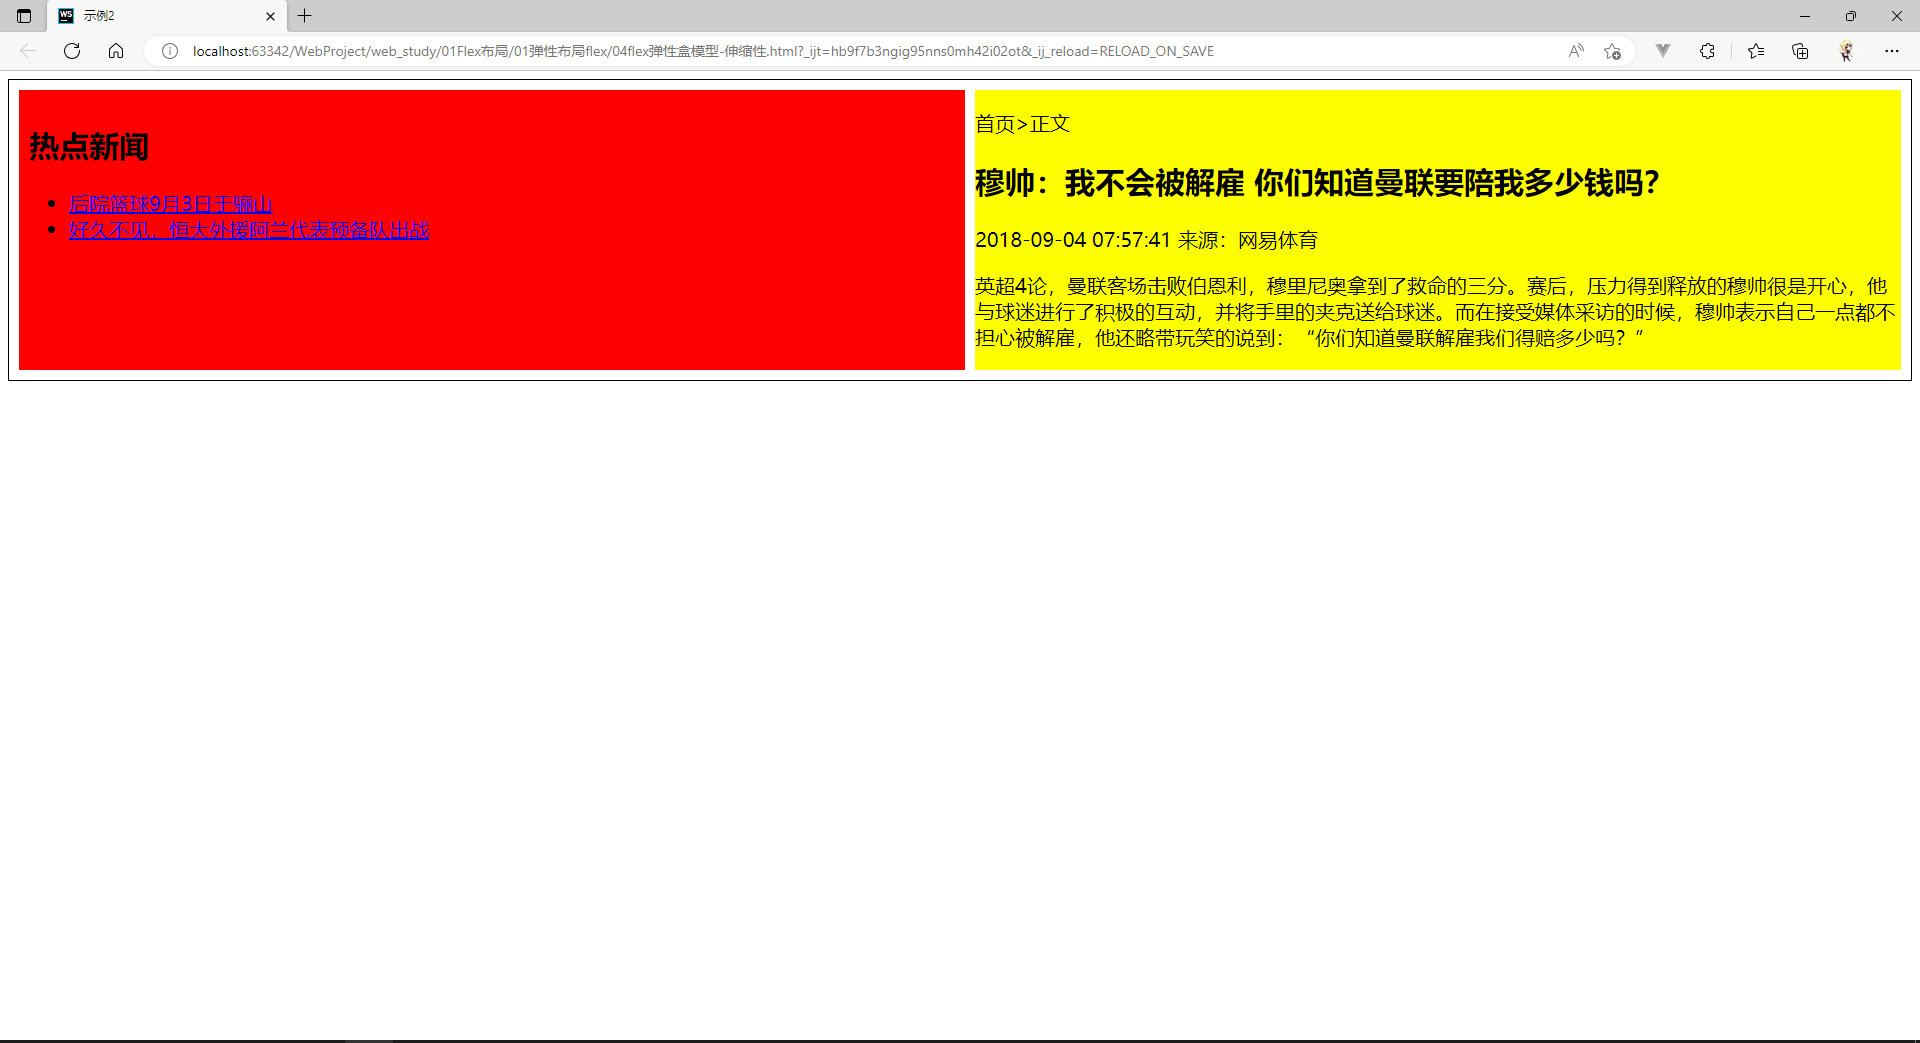 示例2
localhost:63342/WebProject/web_study/01Flex布局/01弹性布局flex/04flex弹性盒模型-伸缩性.html?_ijt=hb9f7b3ngig95nns0mh42i02ot&_ij_reload=RELOAD_ON_SAVE
热点新闻
后院篮球9月3日于骊山
好久不见，恒大外援阿兰代表预备队出战
首页>正文
穆帅：我不会被解雇 你们知道曼联要陪我多少钱吗？
2018-09-04 07:57:41 来源：网易体育
英超4论，曼联客场击败伯恩利，穆里尼奥拿到了救命的三分。赛后，压力得到释放的穆帅很是开心，他
与球迷进行了积极的互动，并将手里的夹克送给球迷。而在接受媒体采访的时候，穆帅表示自己一点都不
担心被解雇，他还略带玩笑的说到：“你们知道曼联解雇我们得赔多少吗？”